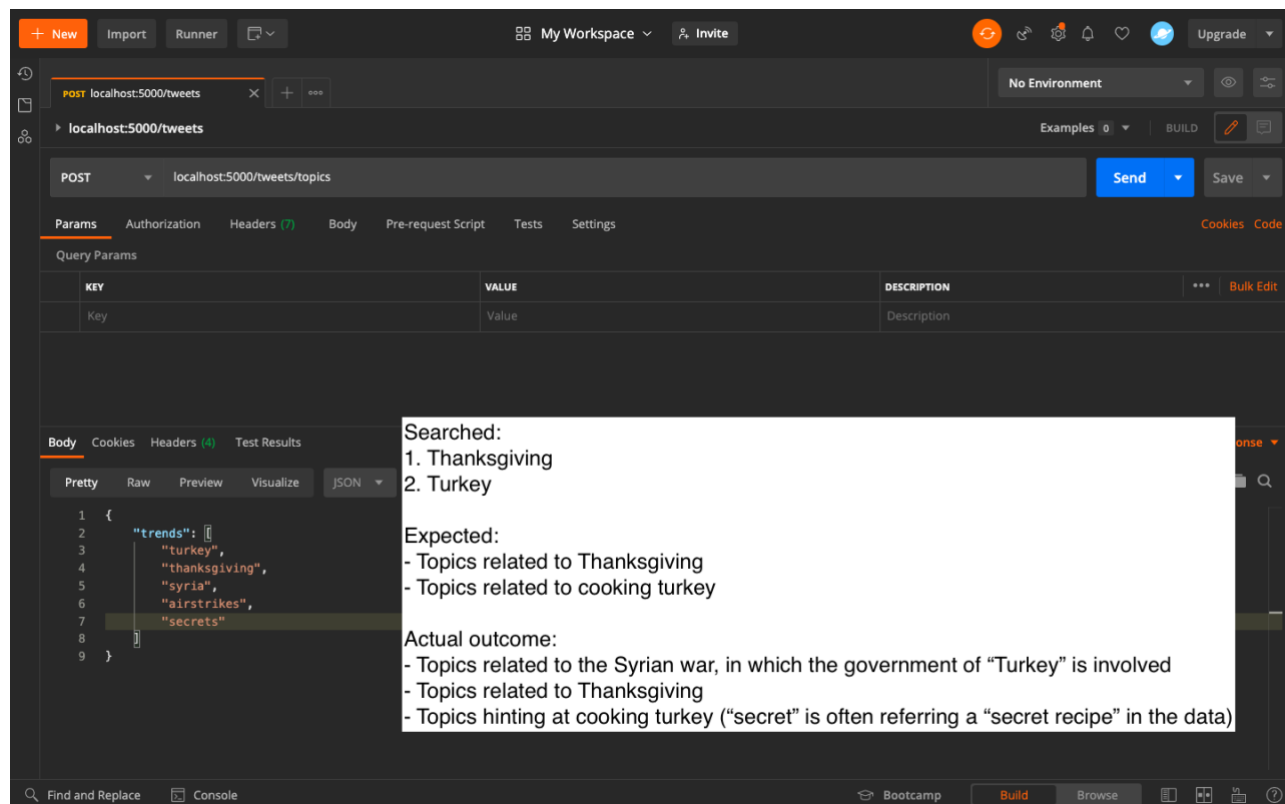 + New Import Runner My Workspace Invite Upgrade
POST localhost:5000/tweets No Environment
localhost:5000/tweets Examples 0 BUILD
POST localhost:5000/tweets/topics Send Save
Params Authorization Headers (7) Body Pre-request Script Tests Settings Cookies Code
Query Params
KEY VALUE DESCRIPTION Bulk Edit
Key Value Description
Body Cookies Headers (4) Test Results onse
Pretty Raw Preview Visualize JSON
1 {
2 "trends": [
3 "turkey",
4 "thanksgiving",
5 "syria",
6 "airstrikes",
7 "secrets"
8 ]
9 }
Searched:
1. Thanksgiving
2. Turkey
Expected:
- Topics related to Thanksgiving
- Topics related to cooking turkey
Actual outcome:
- Topics related to the Syrian war, in which the government of “Turkey” is involved
- Topics related to Thanksgiving
- Topics hinting at cooking turkey (“secret” is often referring a “secret recipe” in the data)
Find and Replace Console Bootcamp Build Browse